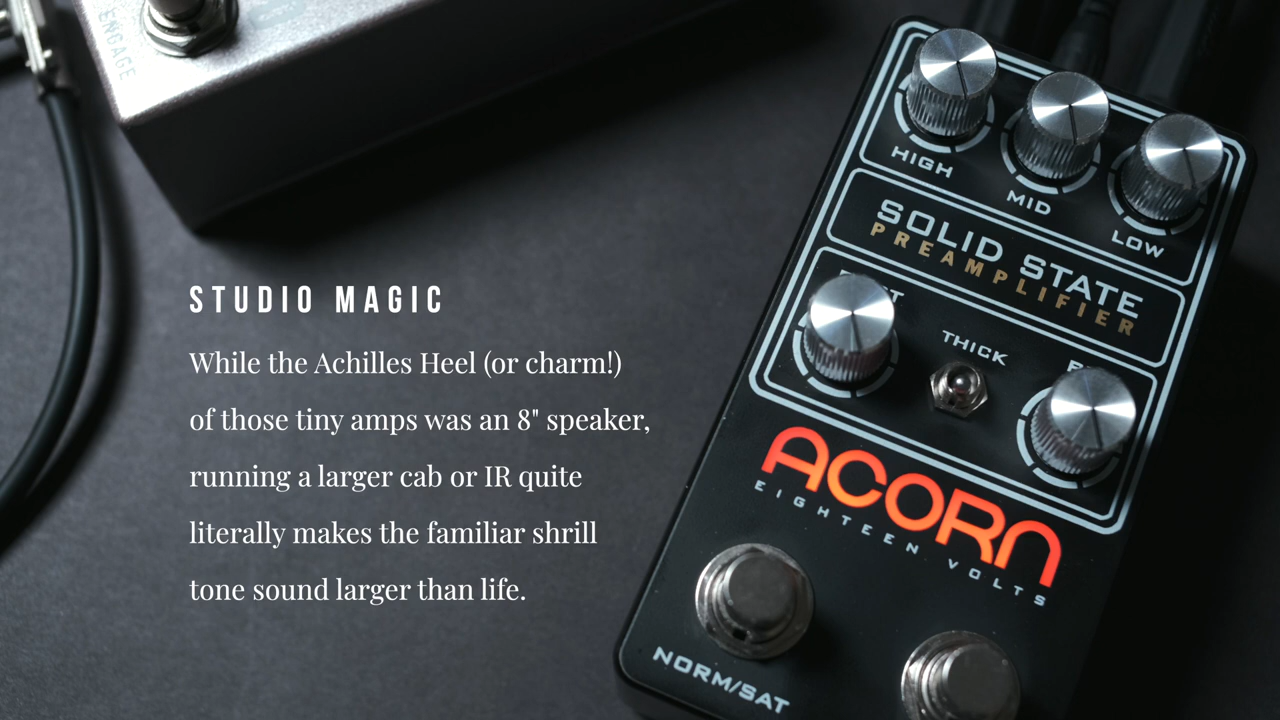 ENGAGE
STUDIO MAGIC
While the Achilles Heel (or charm!)
of those tiny amps was an 8" speaker,
running a larger cab or IR quite
literally makes the familiar shrill
tone sound larger than life.
HIGH
MID
LOW
SOLID STATE
PREAMPLIFIER
THICK
ACORN
EIGHTEEN VOLTS
NORM/SAT